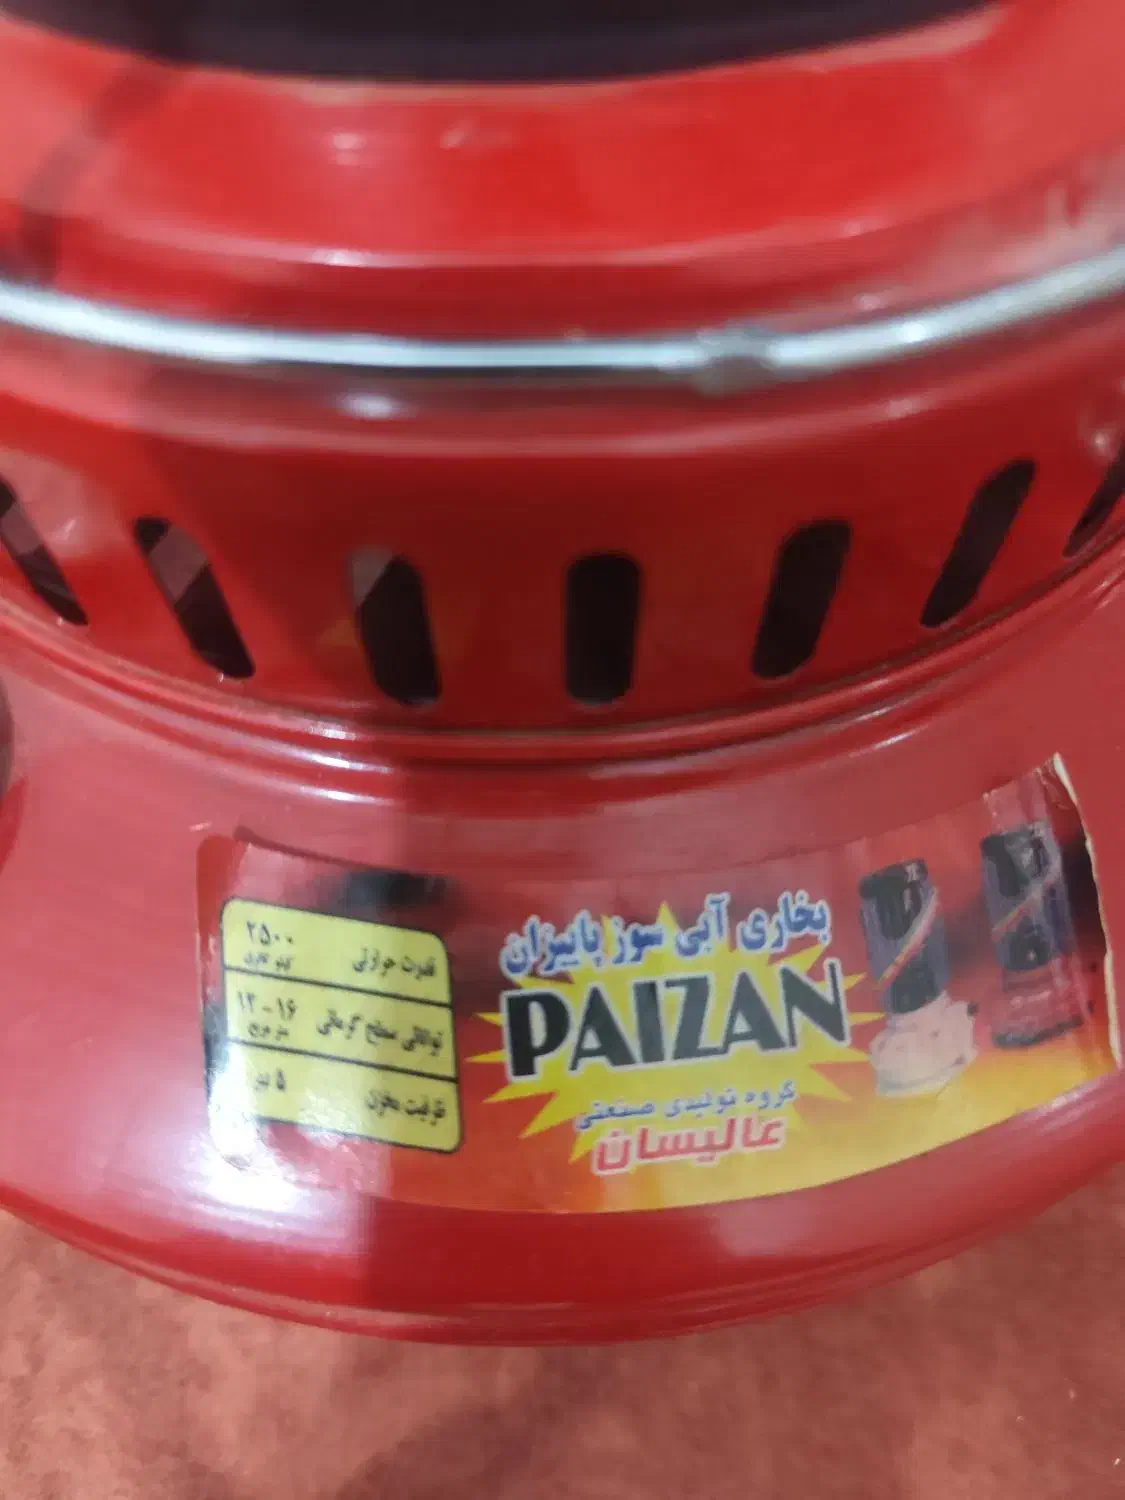 بخاری آبی سوز پاییزان
PAIZAN
گروه تولیدی صنعتی
عالیسان
قدرت حرارتی ۲۵۰۰ کیلو کالری
توانائی سطح گرمائی ۱۶-۱۲ متر مربع
ظرفیت مخزن ۵ لیتر